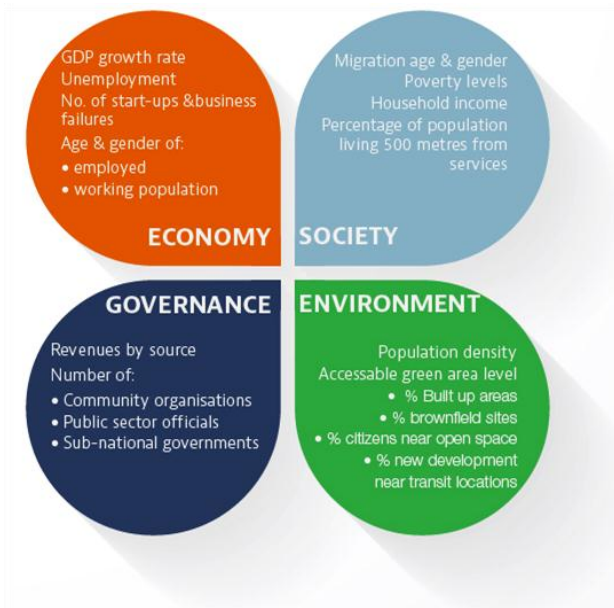 GDP growth rate
Unemployment
No. of start-ups &business
failures
Age & gender of:
• employed
• working population
ECONOMY
Migration age & gender
Poverty levels
Household income
Percentage of population
living 500 metres from
services
SOCIETY
GOVERNANCE
Revenues by source
Number of:
• Community organisations
• Public sector officials
• Sub-national governments
ENVIRONMENT
Population density
Accessable green area level
• % Built up areas
• % brownfield sites
• % citizens near open space
• % new development
near transit locations